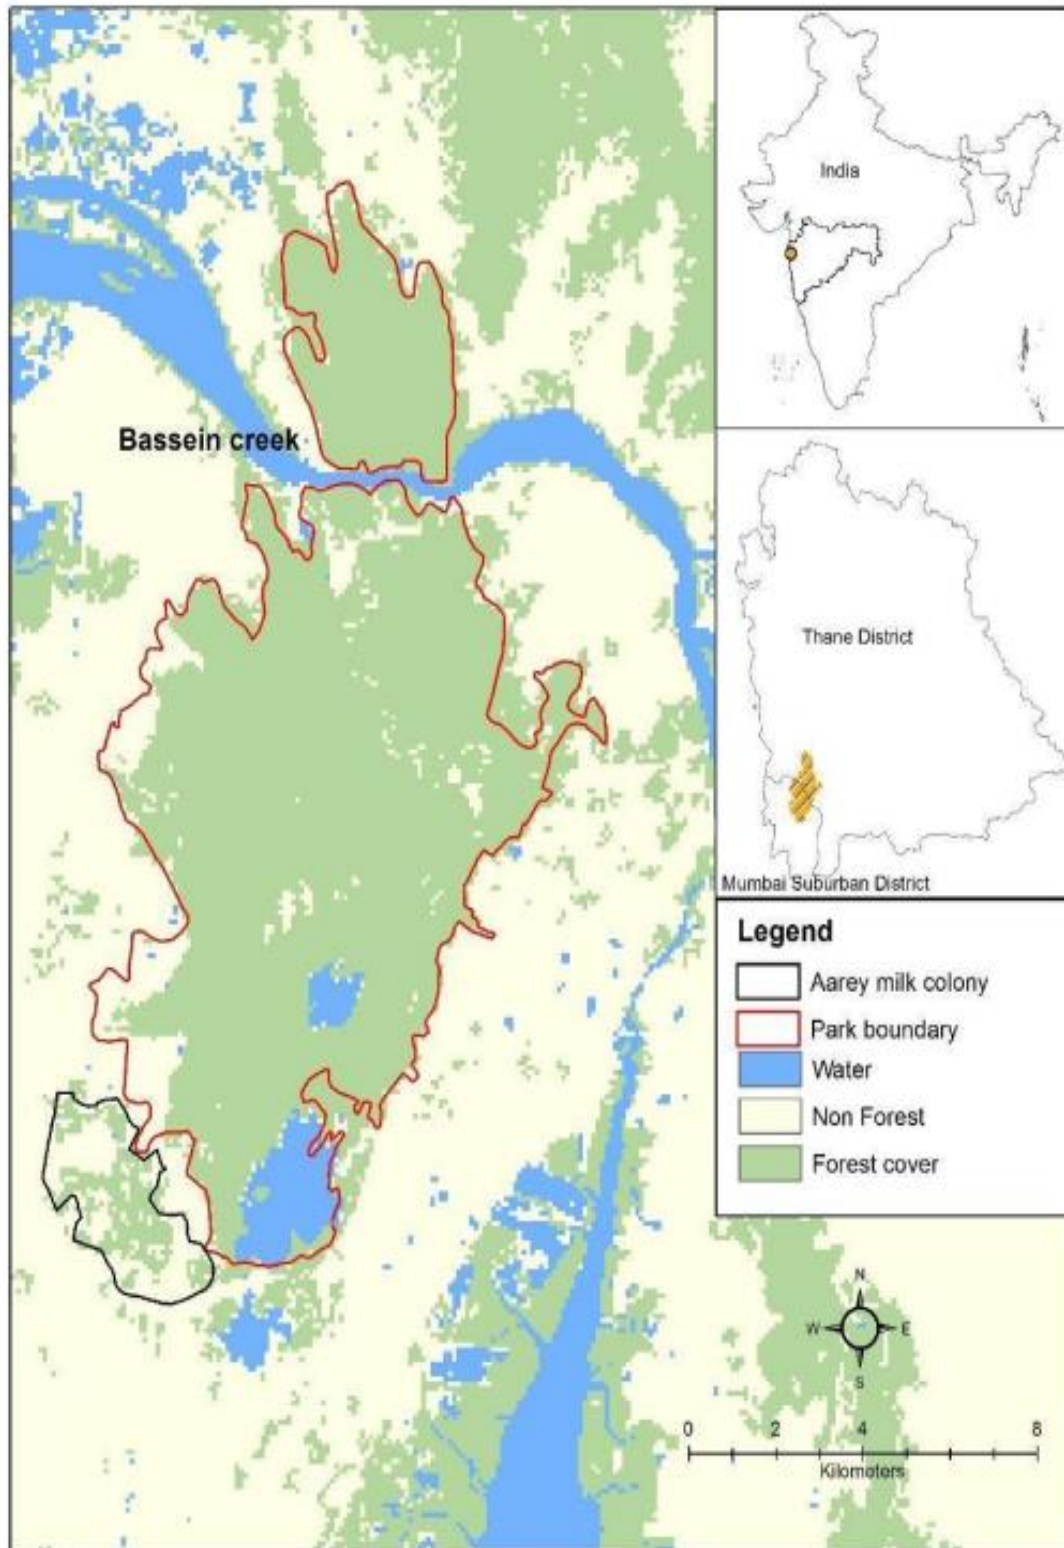 India
Bassein creek
Thane District
Mumbai Suburban District
Legend
Aarey milk colony
Park boundary
Water
Non Forest
Forest cover
N
W E
S
0 2 4 8
Kilometers